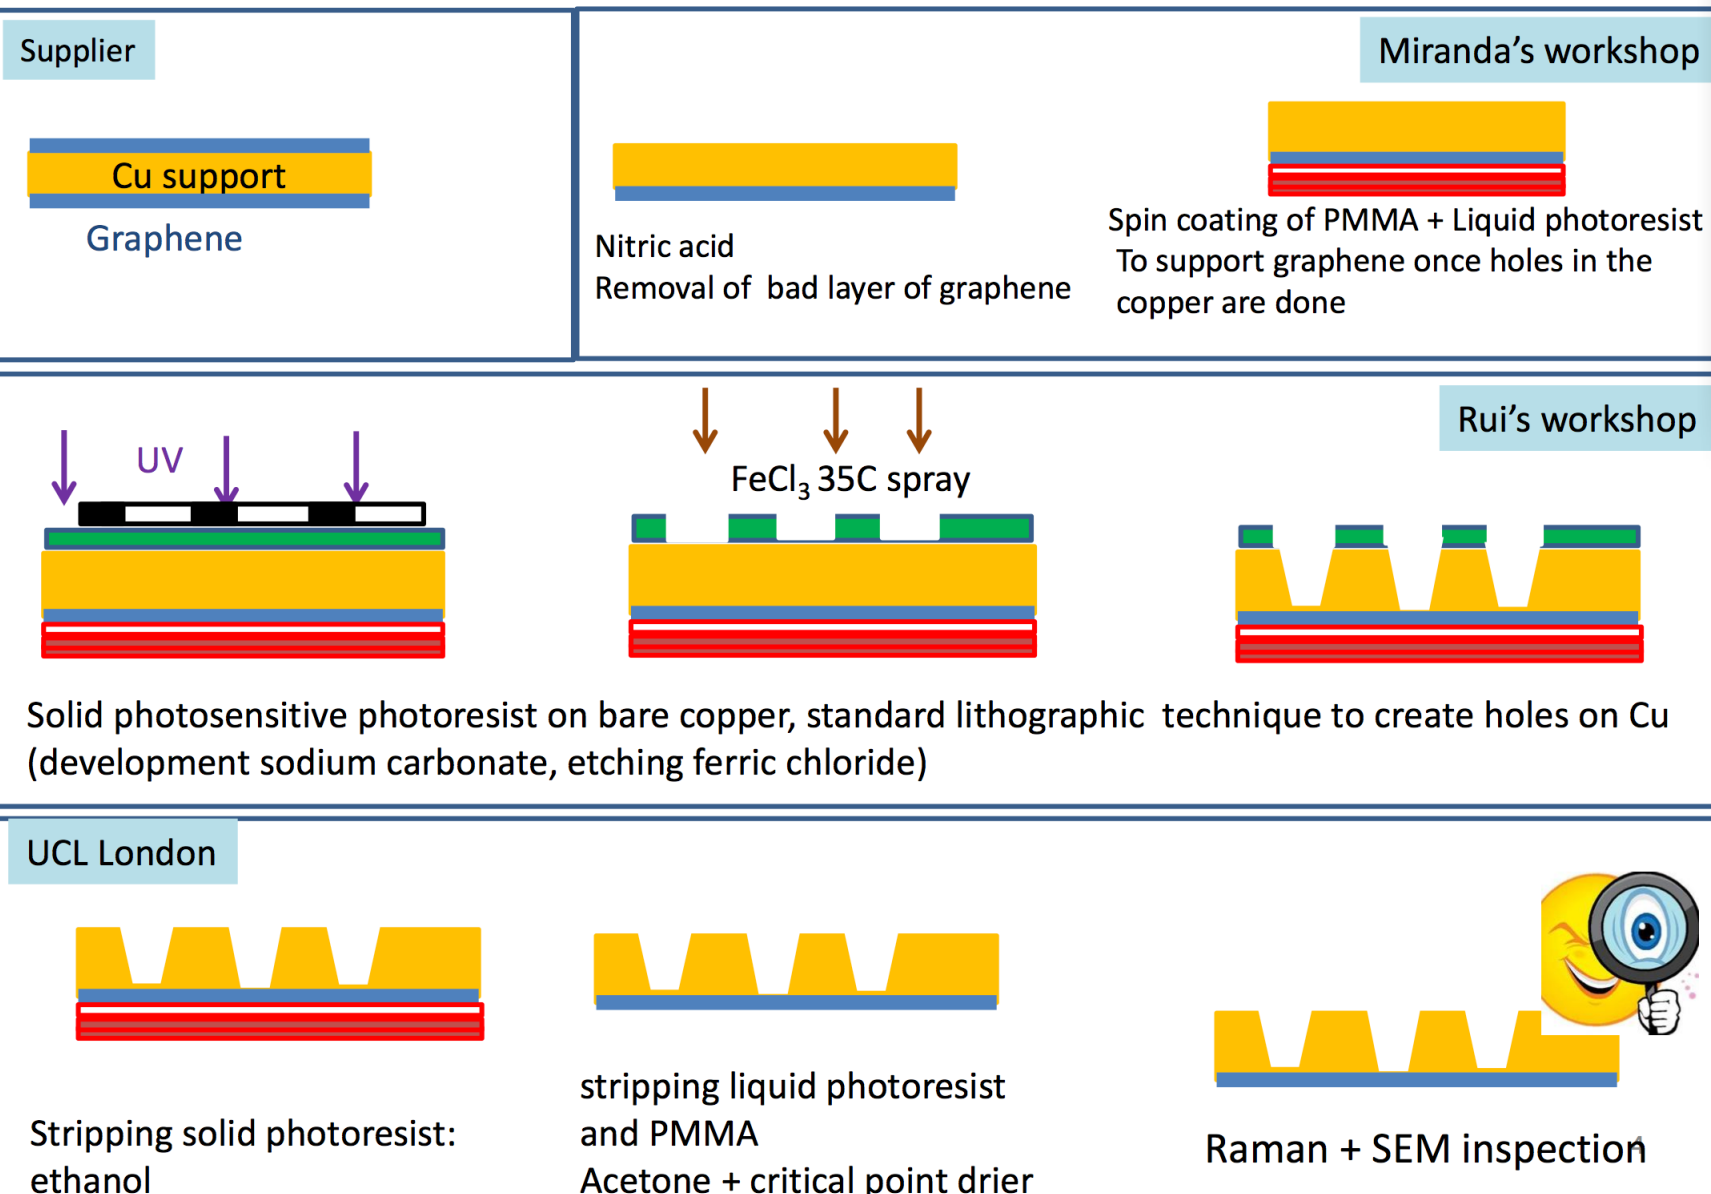 Supplier
Miranda’s workshop
Cu support
Graphene
Nitric acid
Removal of  bad layer of graphene
Spin coating of PMMA + Liquid photoresist
To support graphene once holes in the
copper are done
Rui’s workshop
UV
FeCl₃ 35C spray
Solid photosensitive photoresist on bare copper, standard lithographic  technique to create holes on Cu
(development sodium carbonate, etching ferric chloride)
UCL London
Stripping solid photoresist:
ethanol
stripping liquid photoresist
and PMMA
Acetone + critical point drier
Raman + SEM inspection
4